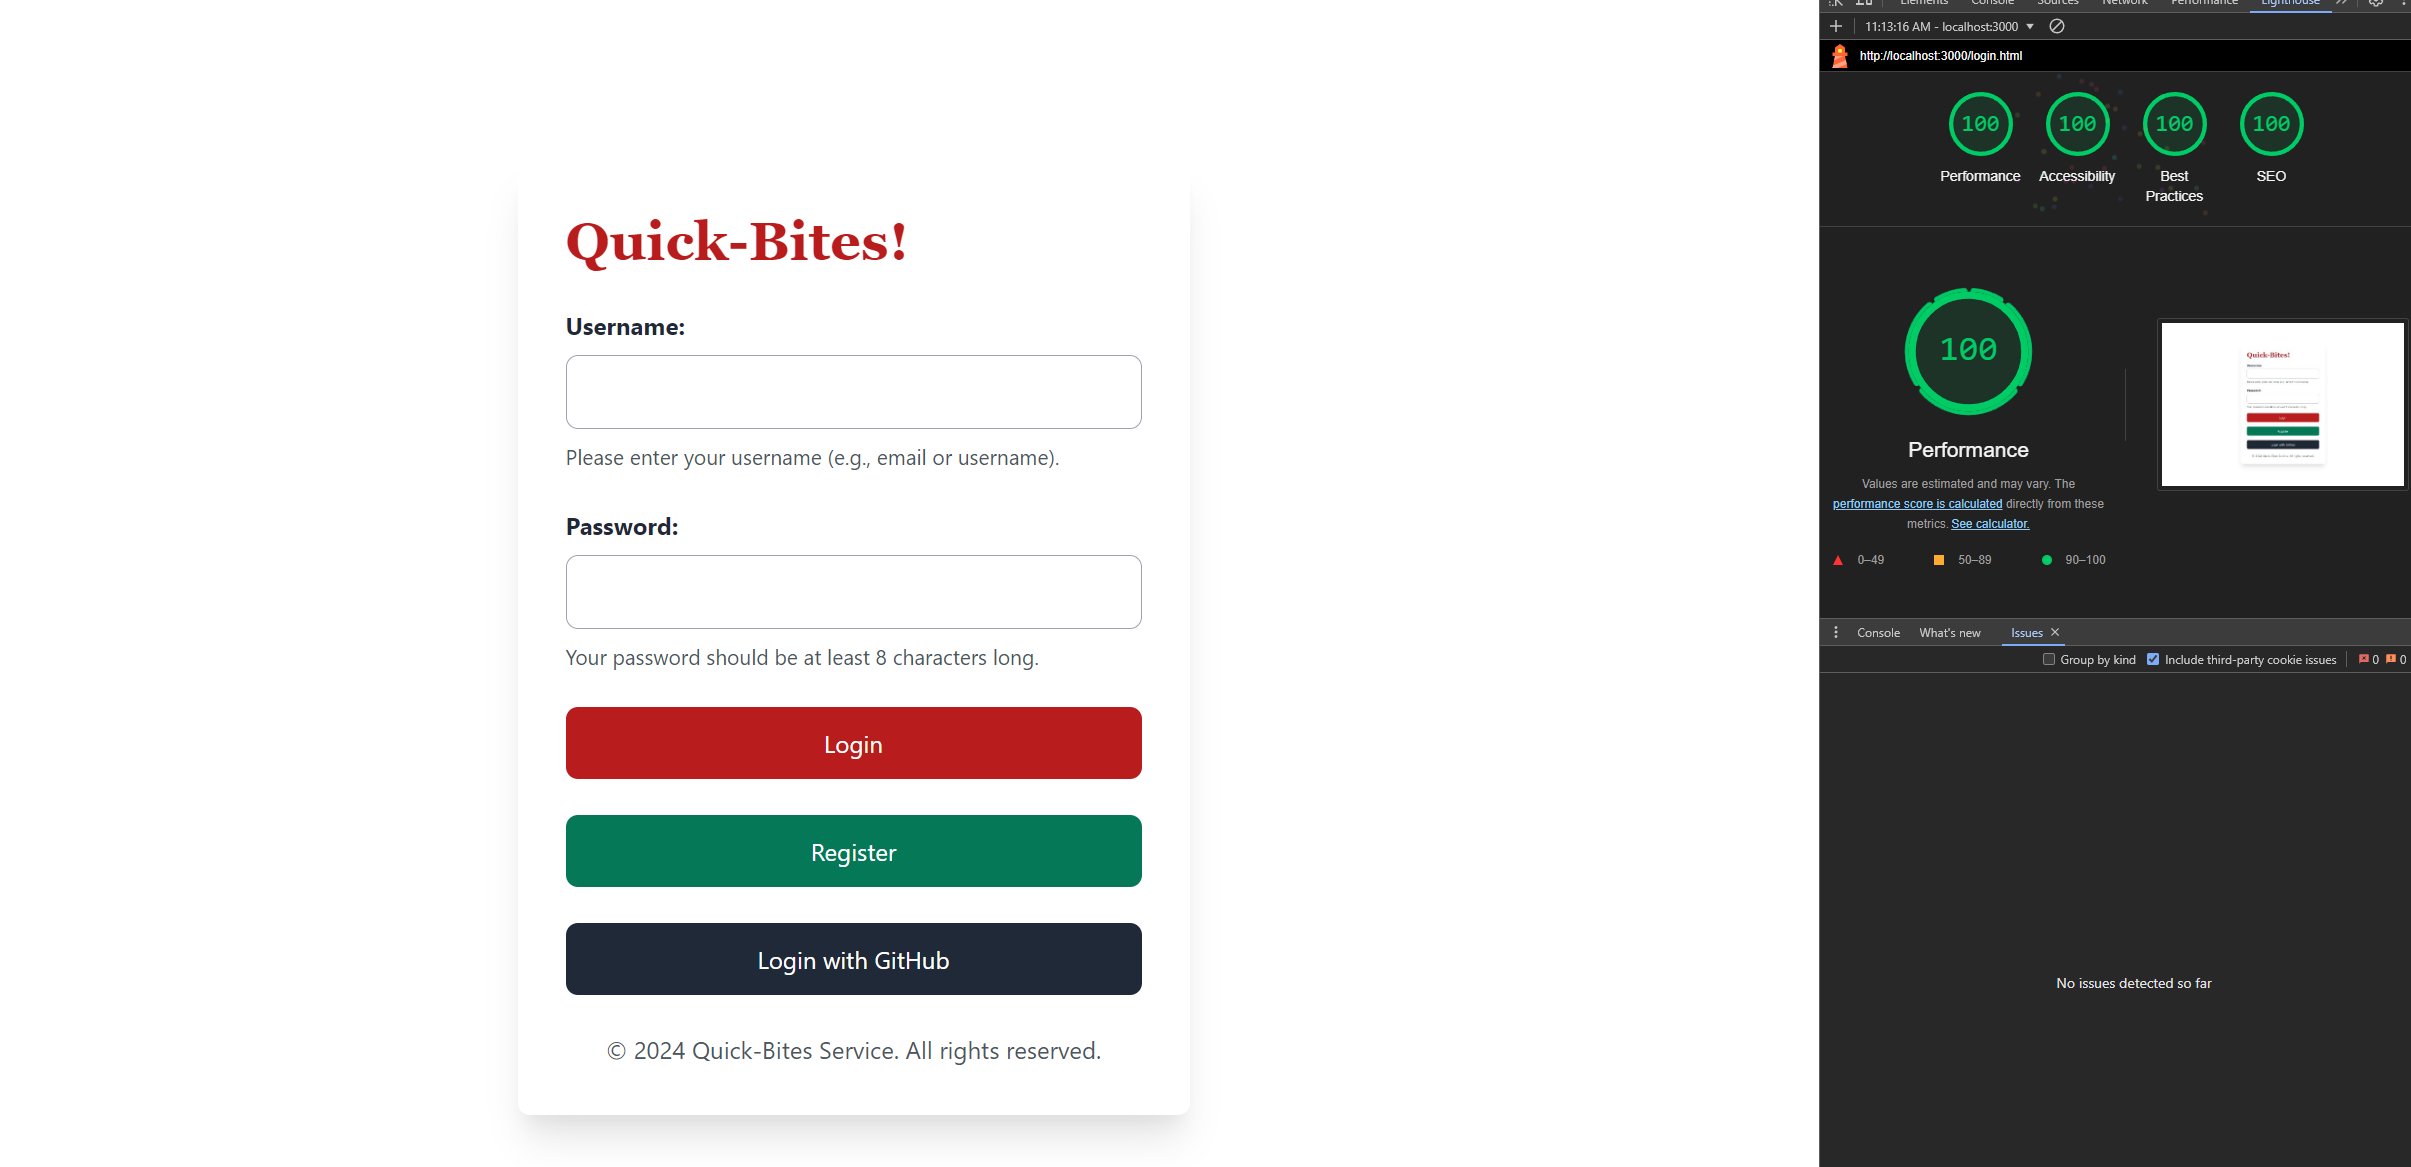 Quick-Bites!
Username:
Please enter your username (e.g., email or username).
Password:
Your password should be at least 8 characters long.
Login
Register
Login with GitHub
© 2024 Quick-Bites Service. All rights reserved.
Elements Console Sources Network Performance Lighthouse
11:13:16 AM - localhost:3000
http://localhost:3000/login.html
100 100 100 100
Performance Accessibility Best Practices SEO
100
Performance
Values are estimated and may vary. The
performance score is calculated directly from these
metrics. See calculator.
0–49 50–89 90–100
Quick-Bites!
Console What's new Issues
Group by kind Include third-party cookie issues 0 0
No issues detected so far